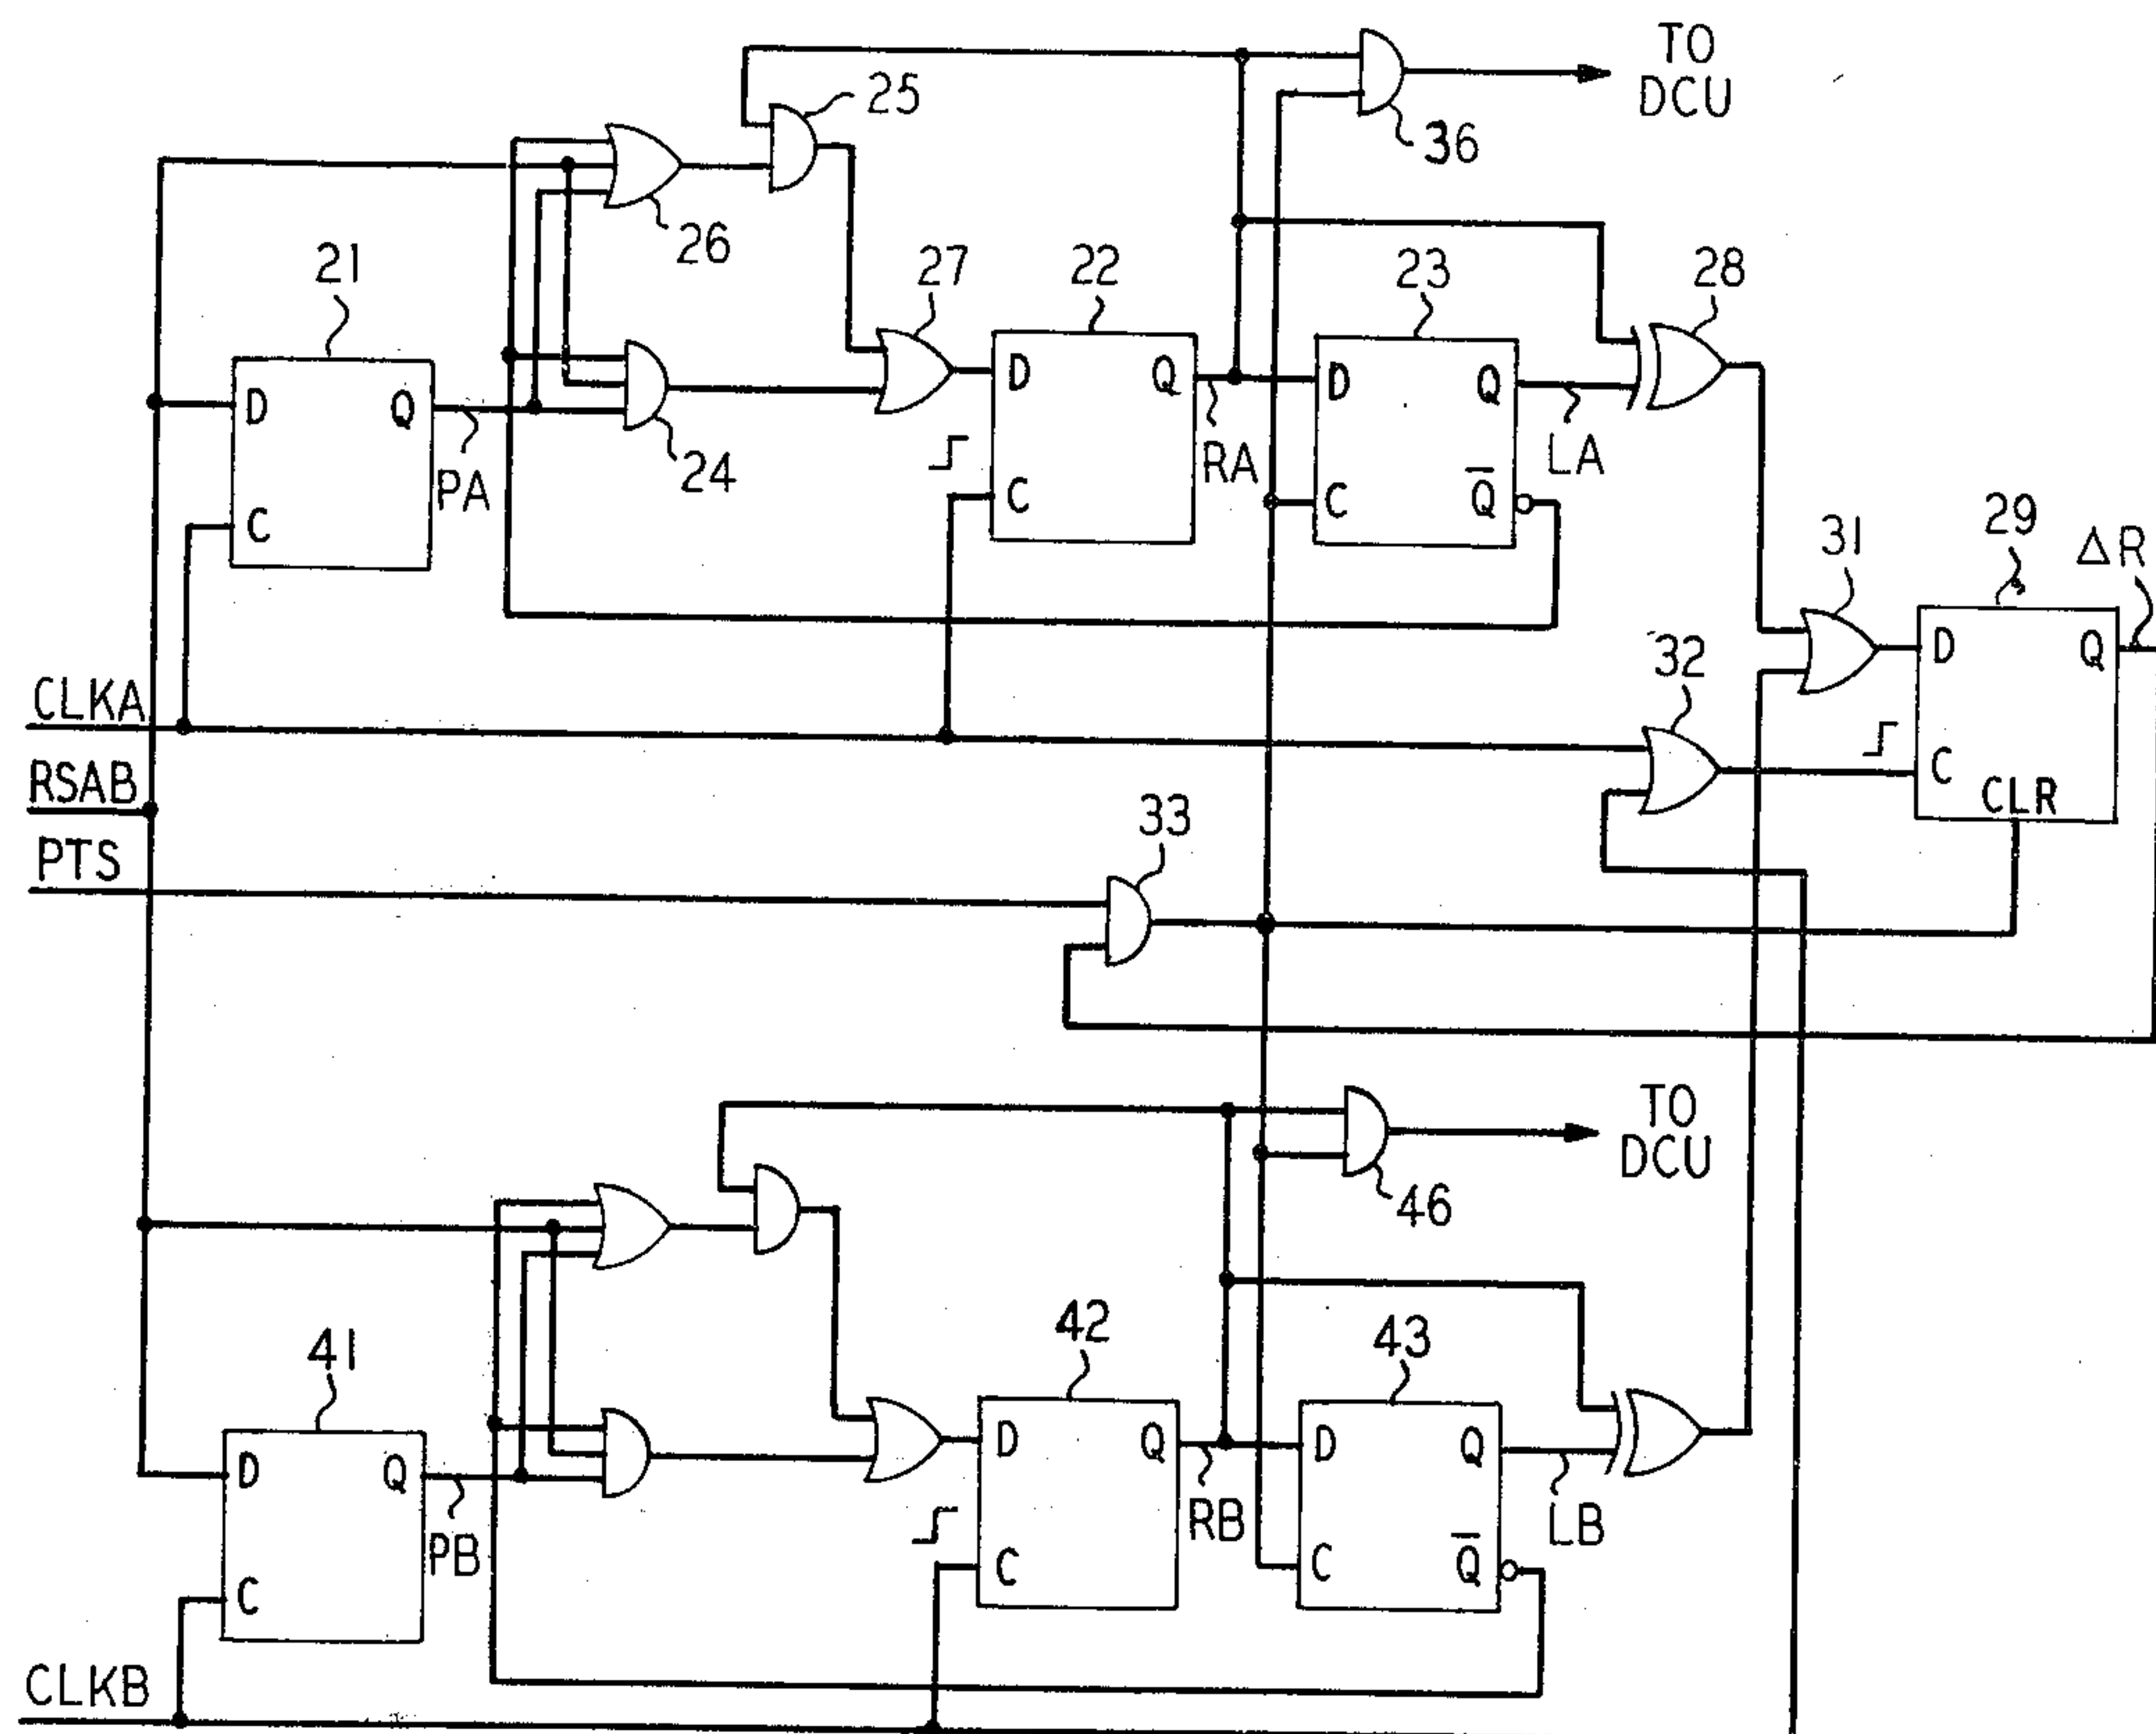 TO
DCU
25
36
26
21
27
22
23
28
D Q
D Q
D Q
PA
24
RA
LA
C
C
C Q̅
29
ΔR
31
D Q
32
CLKA
C
CLR
RSAB
33
PTS
TO
DCU
46
41
42
43
D Q
D Q
D Q
PB
RB
LB
C
C
C Q̅
CLKB